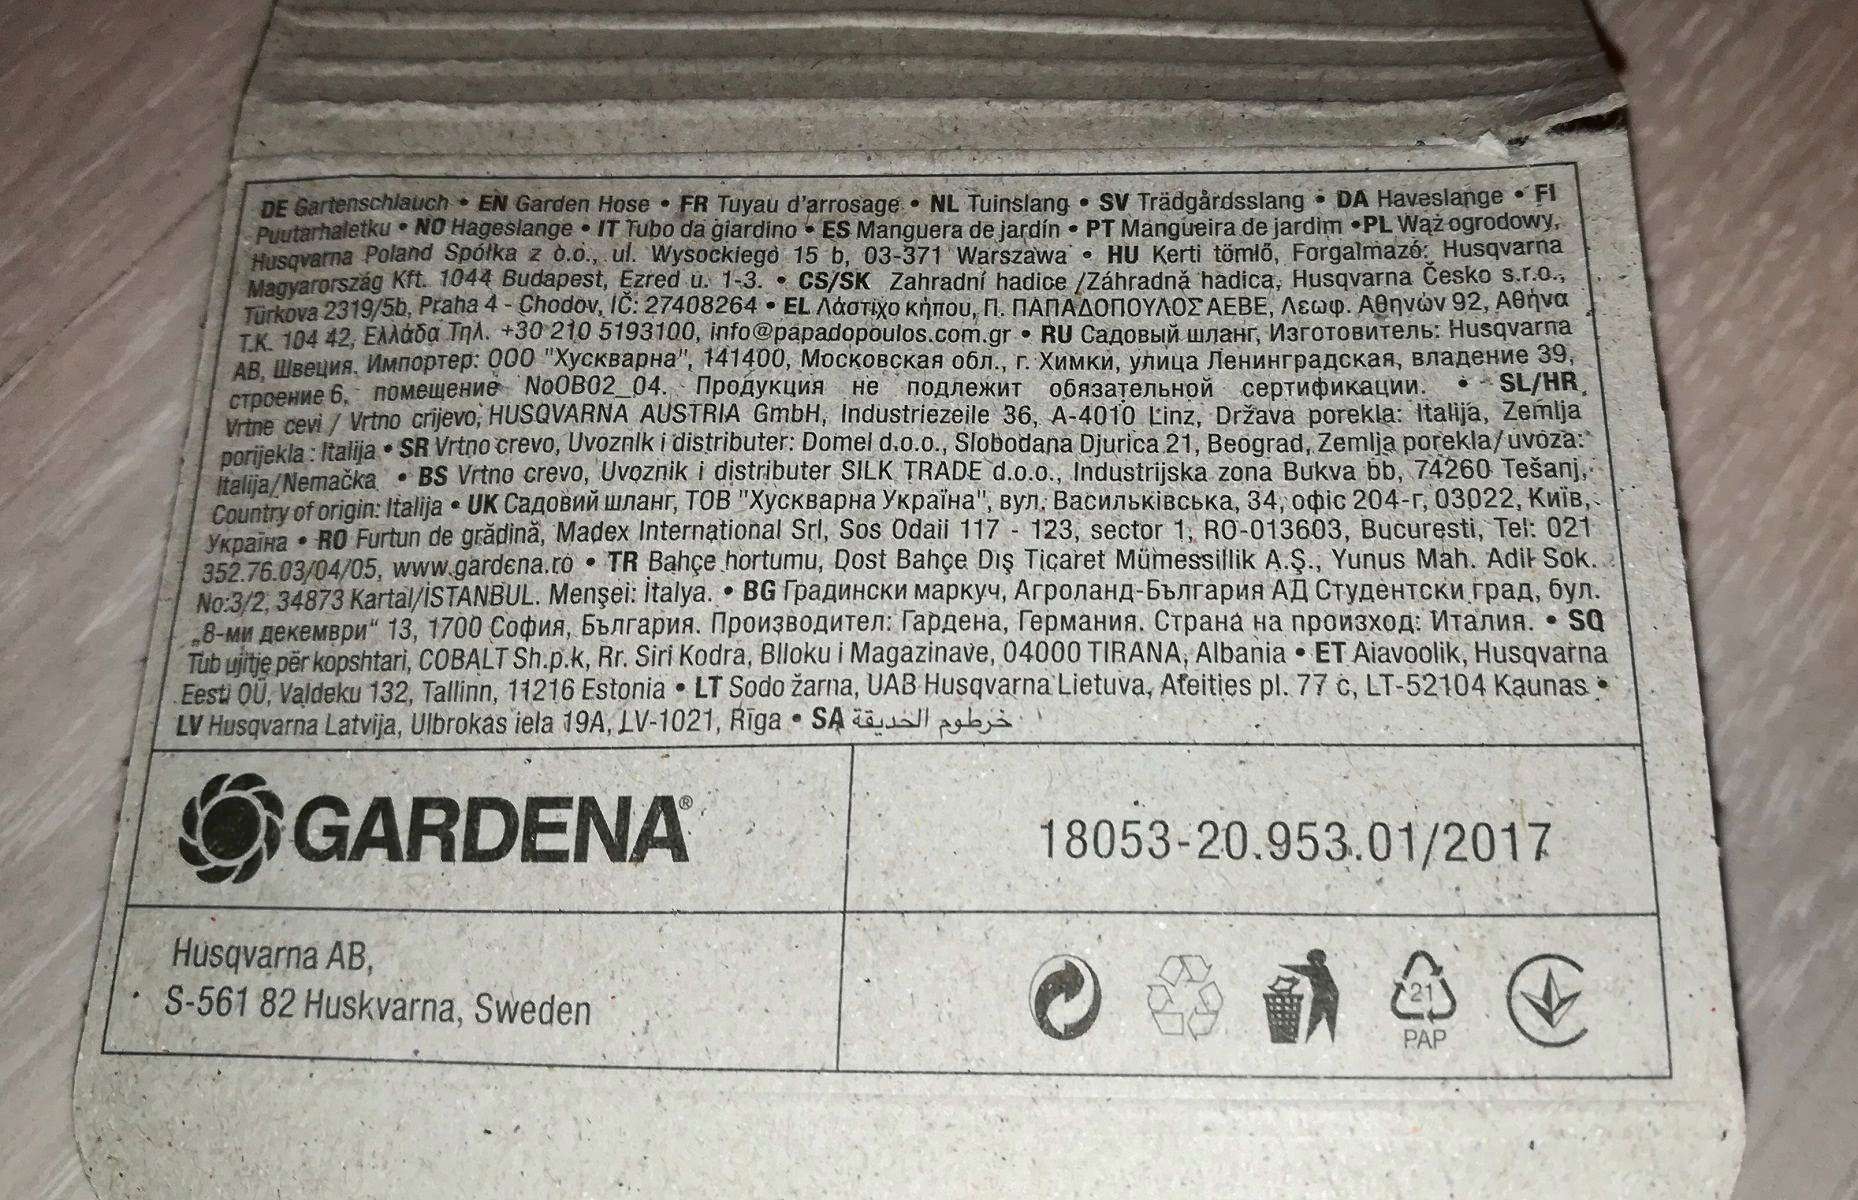 DE Gartenschlauch • EN Garden Hose • FR Tuyau d'arrosage • NL Tuinslang • SV Trädgårdsslang • DA Haveslange • FI
Puutarhaletku • NO Hageslange • IT Tubo da giardino • ES Manguera de jardín • PT Mangueira de jardim •PL Wąż ogrodowy,
Husqvarna Poland Spółka z o.o., ul. Wysockiego 15 b, 03-371 Warszawa • HU Kerti tömlő, Forgalmazó: Husqvarna
Magyarország Kft. 1044 Budapest, Ezred u. 1-3. • CS/SK Zahradní hadice /Záhradná hadica, Husqvarna Česko s.r.o.,
Türkova 2319/5b, Praha 4 - Chodov, IČ: 27408264 • EL Λάστιχο κήπου, Π. ΠΑΠΑΔΟΠΟΥΛΟΣ ΑΕΒΕ, Λεωφ. Αθηνών 92, Αθήνα
Τ.Κ. 104 42, Ελλάδα Τηλ. +30 210 5193100, info@papadopoulos.com.gr • RU Садовый шланг, Изготовитель: Husqvarna
AB, Швеция. Импортер: ООО "Хускварна", 141400, Московская обл., г. Химки, улица Ленинградская, владение 39,
строение 6, помещение NoOB02_04. Продукция не подлежит обязательной сертификации. • SL/HR
Vrtne cevi / Vrtno crijevo, HUSQVARNA AUSTRIA GmbH, Industriezeile 36, A-4010 Linz, Država porekla: Italija, Zemlja
porijekla : Italija • SR Vrtno crevo, Uvoznik i distributer: Domel d.o.o., Slobodana Djurica 21, Beograd, Zemlja porekla/uvoza:
Italija/Nemačka • BS Vrtno crevo, Uvoznik i distributer SILK TRADE d.o.o., Industrijska zona Bukva bb, 74260 Tešanj,
Country of origin: Italija • UK Садовий шланг, ТОВ "Хускварна Україна", вул. Васильківська, 34, офіс 204-г, 03022, Київ,
Україна • RO Furtun de grădină, Madex International Srl, Sos Odaii 117 - 123, sector 1, RO-013603, Bucureşti, Tel: 021
352.76.03/04/05, www.gardena.ro • TR Bahçe hortumu, Dost Bahçe Dış Ticaret Mümessillik A.Ş., Yunus Mah. Adil Sok.
No:3/2, 34873 Kartal/İSTANBUL. Menşei: İtalya. • BG Градински маркуч, Агроланд-България АД Студентски град, бул.
„8-ми декември“ 13, 1700 София, България. Производител: Гардена, Германия. Страна на произход: Италия. • SQ
Tub ujitje për kopshtari, COBALT Sh.p.k, Rr. Siri Kodra, Blloku i Magazinave, 04000 TIRANA, Albania • ET Aiavoolik, Husqvarna
Eesti OÜ, Valdeku 132, Tallinn, 11216 Estonia • LT Sodo žarna, UAB Husqvarna Lietuva, Ateities pl. 77 c, LT-52104 Kaunas •
LV Husqvarna Latvija, Ulbrokas iela 19A, LV-1021, Rīga • SA خرطوم الحديقة
GARDENA®
18053-20.953.01/2017
Husqvarna AB,
S-561 82 Huskvarna, Sweden
21
PAP